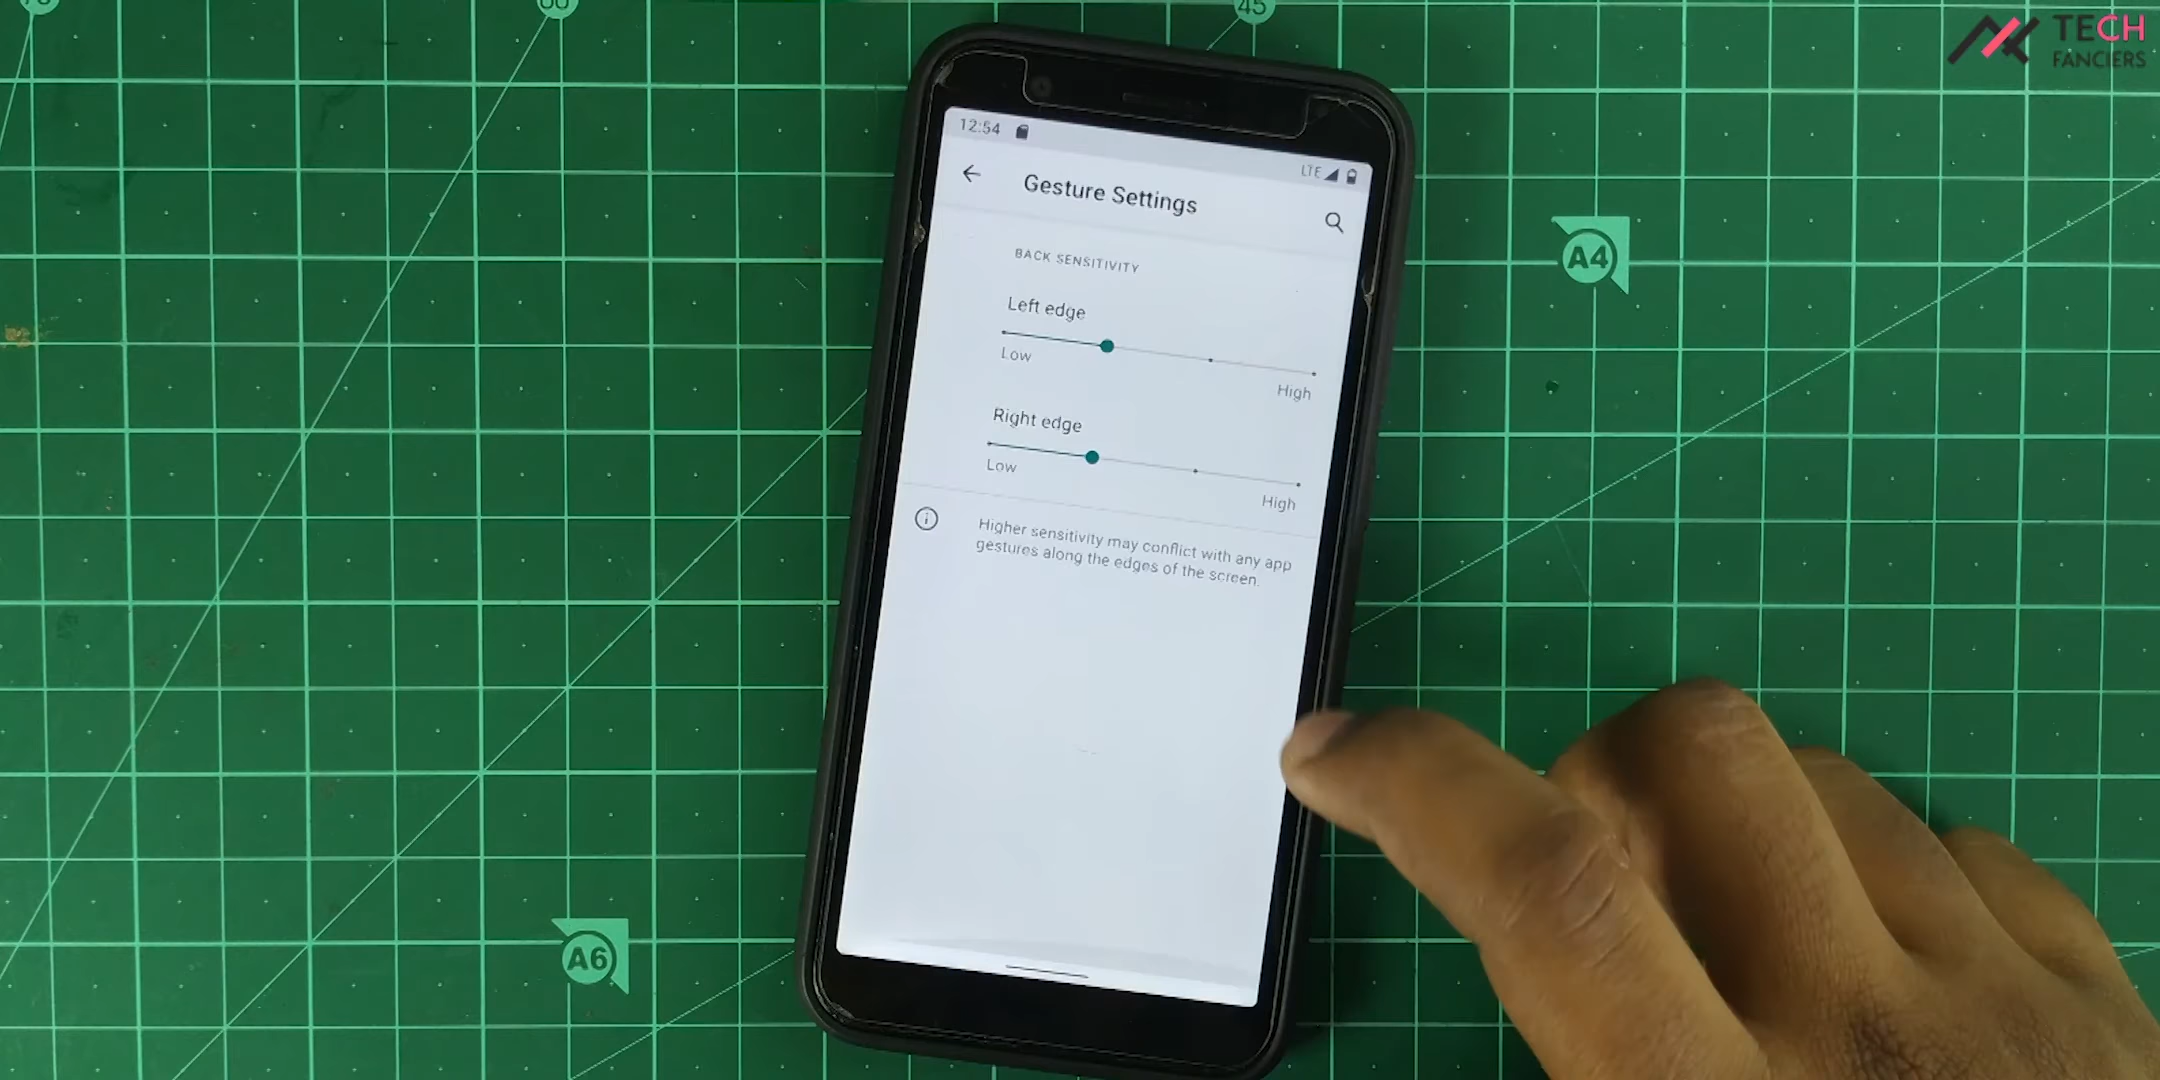 45
TECH
FANCIERS
12:54
LTE
Gesture Settings
BACK SENSITIVITY
Left edge
Low
High
Right edge
Low
High
Higher sensitivity may conflict with any app
gestures along the edges of the screen.
A4
A6